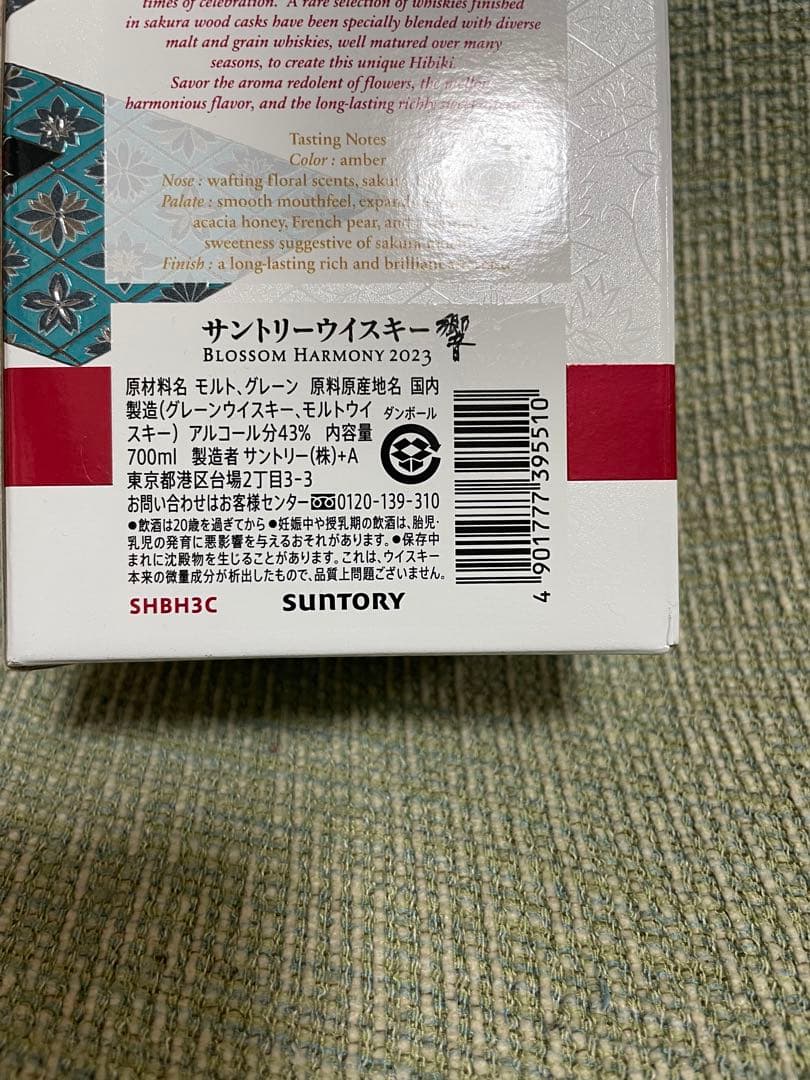 times of celebration. A rare selection of whiskies finished
in sakura wood casks have been specially blended with diverse
malt and grain whiskies, well matured over many
seasons, to create this unique Hibiki.
Savor the aroma redolent of flowers, the mellow,
harmonious flavor, and the long-lasting richly
Tasting Notes
Color : amber
Nose : wafting floral scents,
Palate : smooth mouthfeel,
acacia honey, French pear, and
sweetness suggestive of sakura
Finish : a long-lasting rich and brilliant
サントリーウイスキー 響
BLOSSOM HARMONY 2023
原材料名 モルト、グレーン 原料原産地名 国内
製造(グレーンウイスキー、モルトウイ
スキー) アルコール分43% 内容量
700ml 製造者 サントリー(株)+A
東京都港区台場2丁目3-3
ダンボール
お問い合わせはお客様センター 0120-139-310
●飲酒は20歳を過ぎてから ●妊娠中や授乳期の飲酒は、胎児・
乳児の発育に悪影響を与えるおそれがあります。●保存中
まれに沈殿物を生じることがあります。これは、ウイスキー
本来の微量成分が析出したもので、品質上問題ございません。
SHBH3C SUNTORY
4 901777 395510